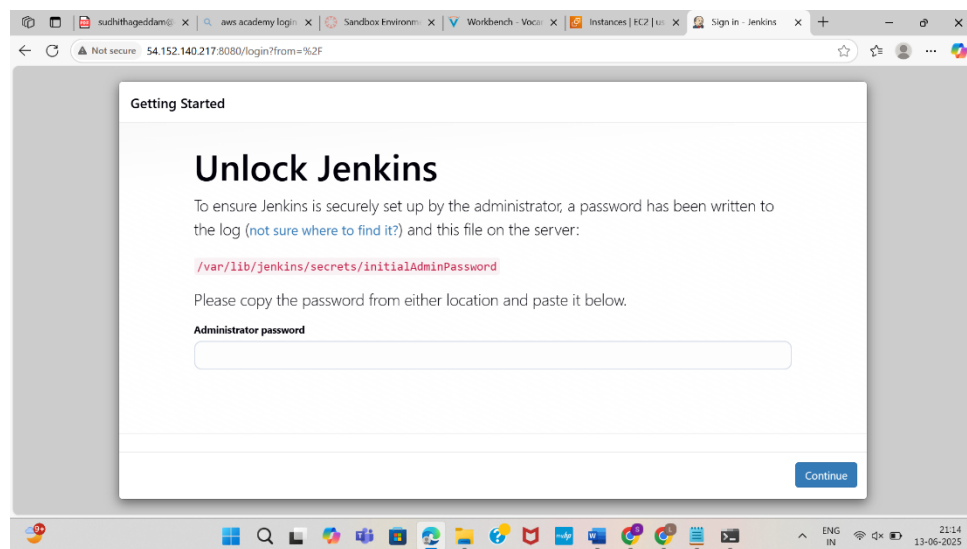 sudhithageddam@
aws academy login
Sandbox Environme
Workbench - Vocar
Instances | EC2 | us
Sign in - Jenkins
Not secure 54.152.140.217:8080/login?from=%2F
Getting Started
Unlock Jenkins
To ensure Jenkins is securely set up by the administrator, a password has been written to
the log (not sure where to find it?) and this file on the server:
/var/lib/jenkins/secrets/initialAdminPassword
Please copy the password from either location and paste it below.
Administrator password
Continue
9+
ENG
IN
21:14
13-06-2025